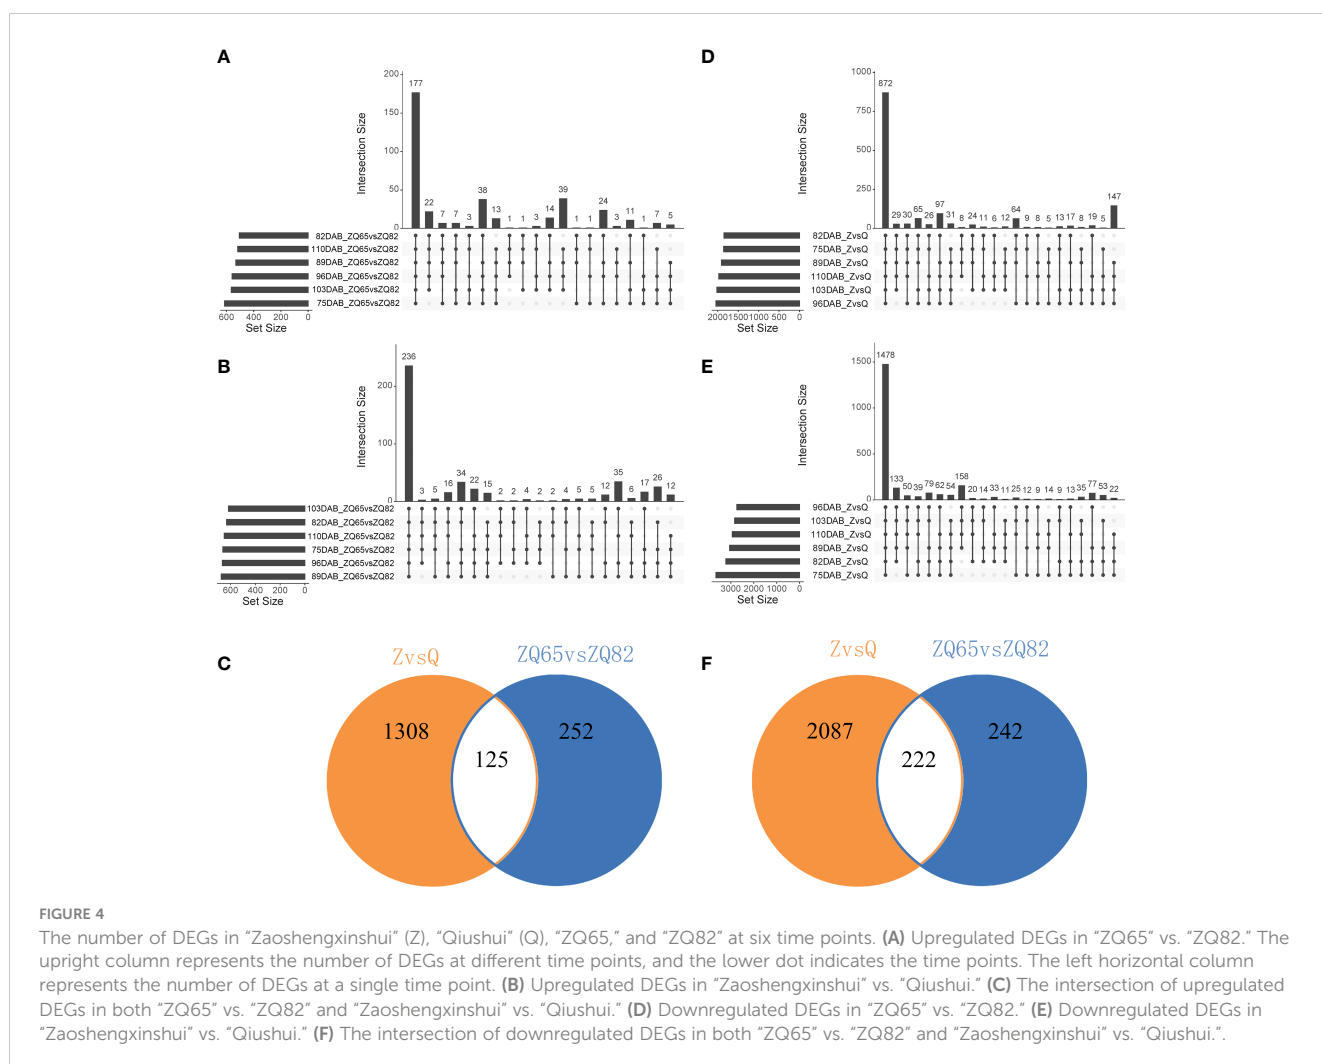 A
200
150
100
50
0
Intersection Size
177
22
7
7
3
38
13
1
1
3
14
39
1
1
24
3
11
1
7
5
82DAB_ZQ65vsZQ82
110DAB_ZQ65vsZQ82
89DAB_ZQ65vsZQ82
96DAB_ZQ65vsZQ82
103DAB_ZQ65vsZQ82
75DAB_ZQ65vsZQ82
600 400 200 0
Set Size
D
1000
750
500
250
0
Intersection Size
872
29
30
65
26
97
31
8
24
11
6
12
64
9
8
5
13
17
8
19
5
147
82DAB_ZvsQ
75DAB_ZvsQ
89DAB_ZvsQ
110DAB_ZvsQ
103DAB_ZvsQ
96DAB_ZvsQ
2000 1500 1000 500 0
Set Size
B
200
100
0
Intersection Size
236
3
5
16
34
22
15
2
2
4
2
2
4
5
5
12
35
6
17
26
12
103DAB_ZQ65vsZQ82
82DAB_ZQ65vsZQ82
110DAB_ZQ65vsZQ82
75DAB_ZQ65vsZQ82
96DAB_ZQ65vsZQ82
89DAB_ZQ65vsZQ82
600 400 200 0
Set Size
E
1500
1000
500
0
Intersection Size
1478
133
50
39
79
62
54
158
20
14
33
11
25
12
9
14
9
13
35
77
53
22
96DAB_ZvsQ
103DAB_ZvsQ
110DAB_ZvsQ
89DAB_ZvsQ
82DAB_ZvsQ
75DAB_ZvsQ
3000 2000 1000 0
Set Size
C
ZvsQ
ZQ65vsZQ82
1308
125
252
F
ZvsQ
ZQ65vsZQ82
2087
222
242
FIGURE 4
The number of DEGs in “Zaoshengxinshui” (Z), “Qiushui” (Q), “ZQ65,” and “ZQ82” at six time points. (A) Upregulated DEGs in “ZQ65” vs. “ZQ82.” The
upright column represents the number of DEGs at different time points, and the lower dot indicates the time points. The left horizontal column
represents the number of DEGs at a single time point. (B) Upregulated DEGs in “Zaoshengxinshui” vs. “Qiushui.” (C) The intersection of upregulated
DEGs in both “ZQ65” vs. “ZQ82” and “Zaoshengxinshui” vs. “Qiushui.” (D) Downregulated DEGs in “ZQ65” vs. “ZQ82.” (E) Downregulated DEGs in
“Zaoshengxinshui” vs. “Qiushui.” (F) The intersection of downregulated DEGs in both “ZQ65” vs. “ZQ82” and “Zaoshengxinshui” vs. “Qiushui.”.